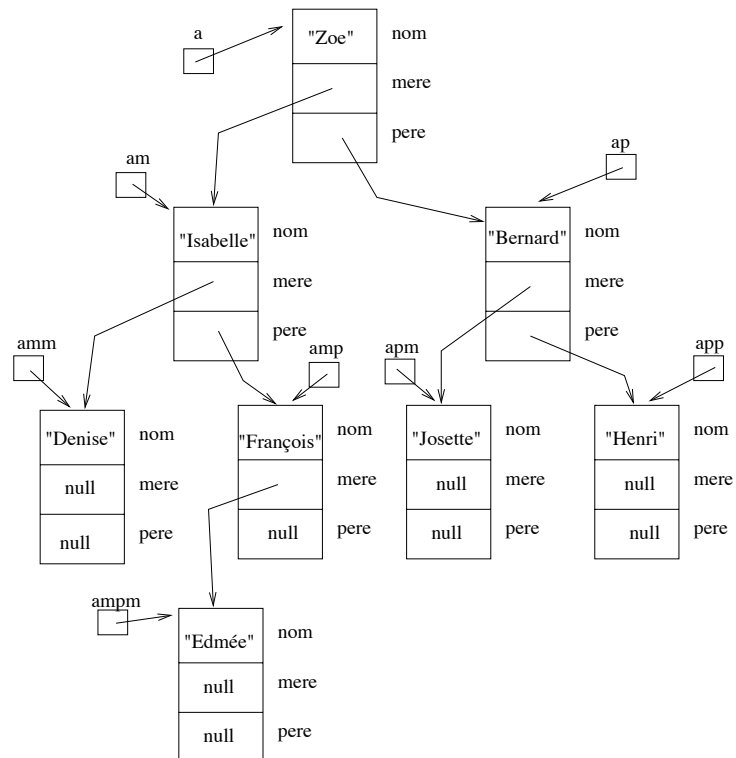 a
"Zoe" nom
mere
pere
am
ap
"Isabelle" nom
mere
pere
"Bernard" nom
mere
pere
amm
amp
apm
app
"Denise" nom
null mere
null pere
"François" nom
mere
null pere
"Josette" nom
null mere
null pere
"Henri" nom
null mere
null pere
ampm
"Edmée" nom
null mere
null pere